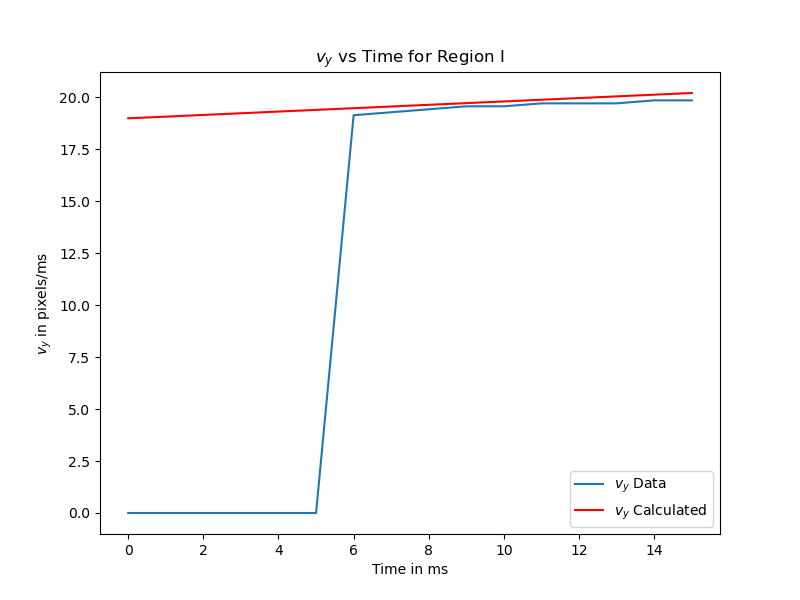 v_y vs Time for Region I
20.0
17.5
15.0
12.5
10.0
7.5
5.0
2.5
0.0
v_y in pixels/ms
0 2 4 6 8 10 12 14
Time in ms
v_y Data
v_y Calculated